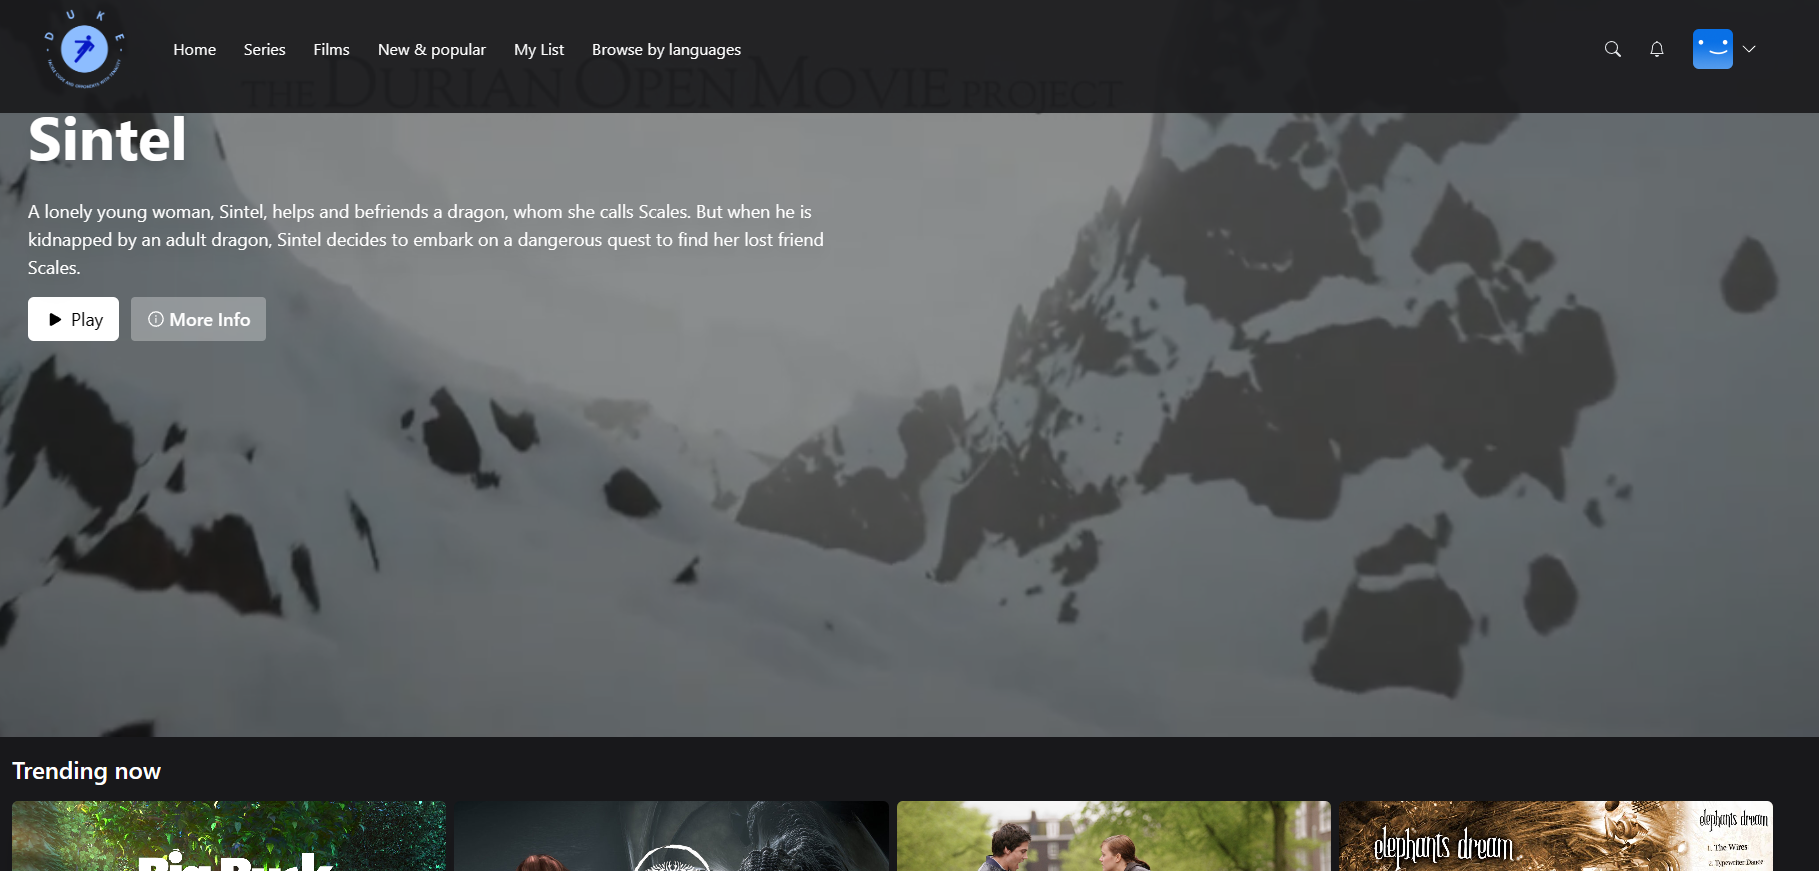 DUKE
Home Series Films New & popular My List Browse by languages
THE DURIAN OPEN MOVIE PROJECT
Sintel
A lonely young woman, Sintel, helps and befriends a dragon, whom she calls Scales. But when he is
kidnapped by an adult dragon, Sintel decides to embark on a dangerous quest to find her lost friend
Scales.
Play More Info
Trending now
Big Buck
elephants dream
elephants dream
1. The Wires
2. Typewriter Dance